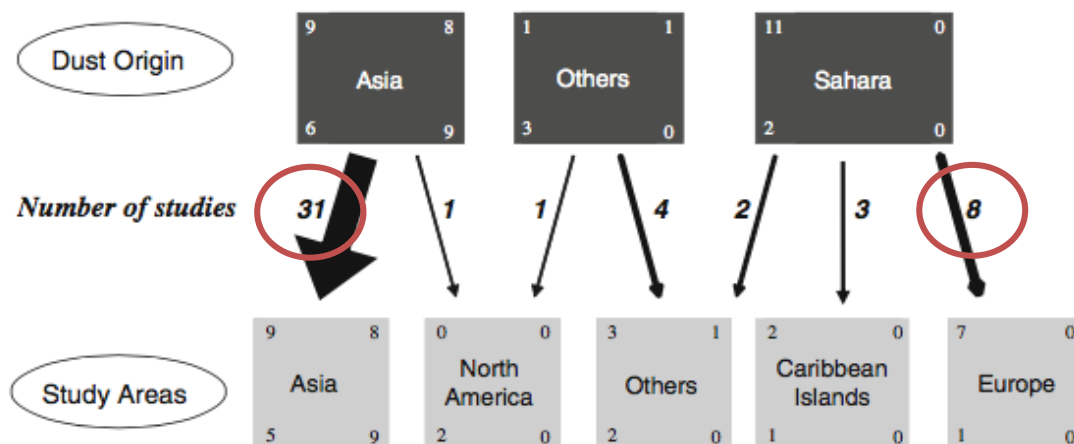 9 8 1 1 11 0
Dust Origin Asia Others Sahara
6 9 3 0 2 0
Number of studies 31 1 1 4 2 3 8
9 8 0 0 3 1 2 0 7 0
Study Areas Asia North America Others Caribbean Islands Europe
5 9 2 0 2 0 1 0 1 0